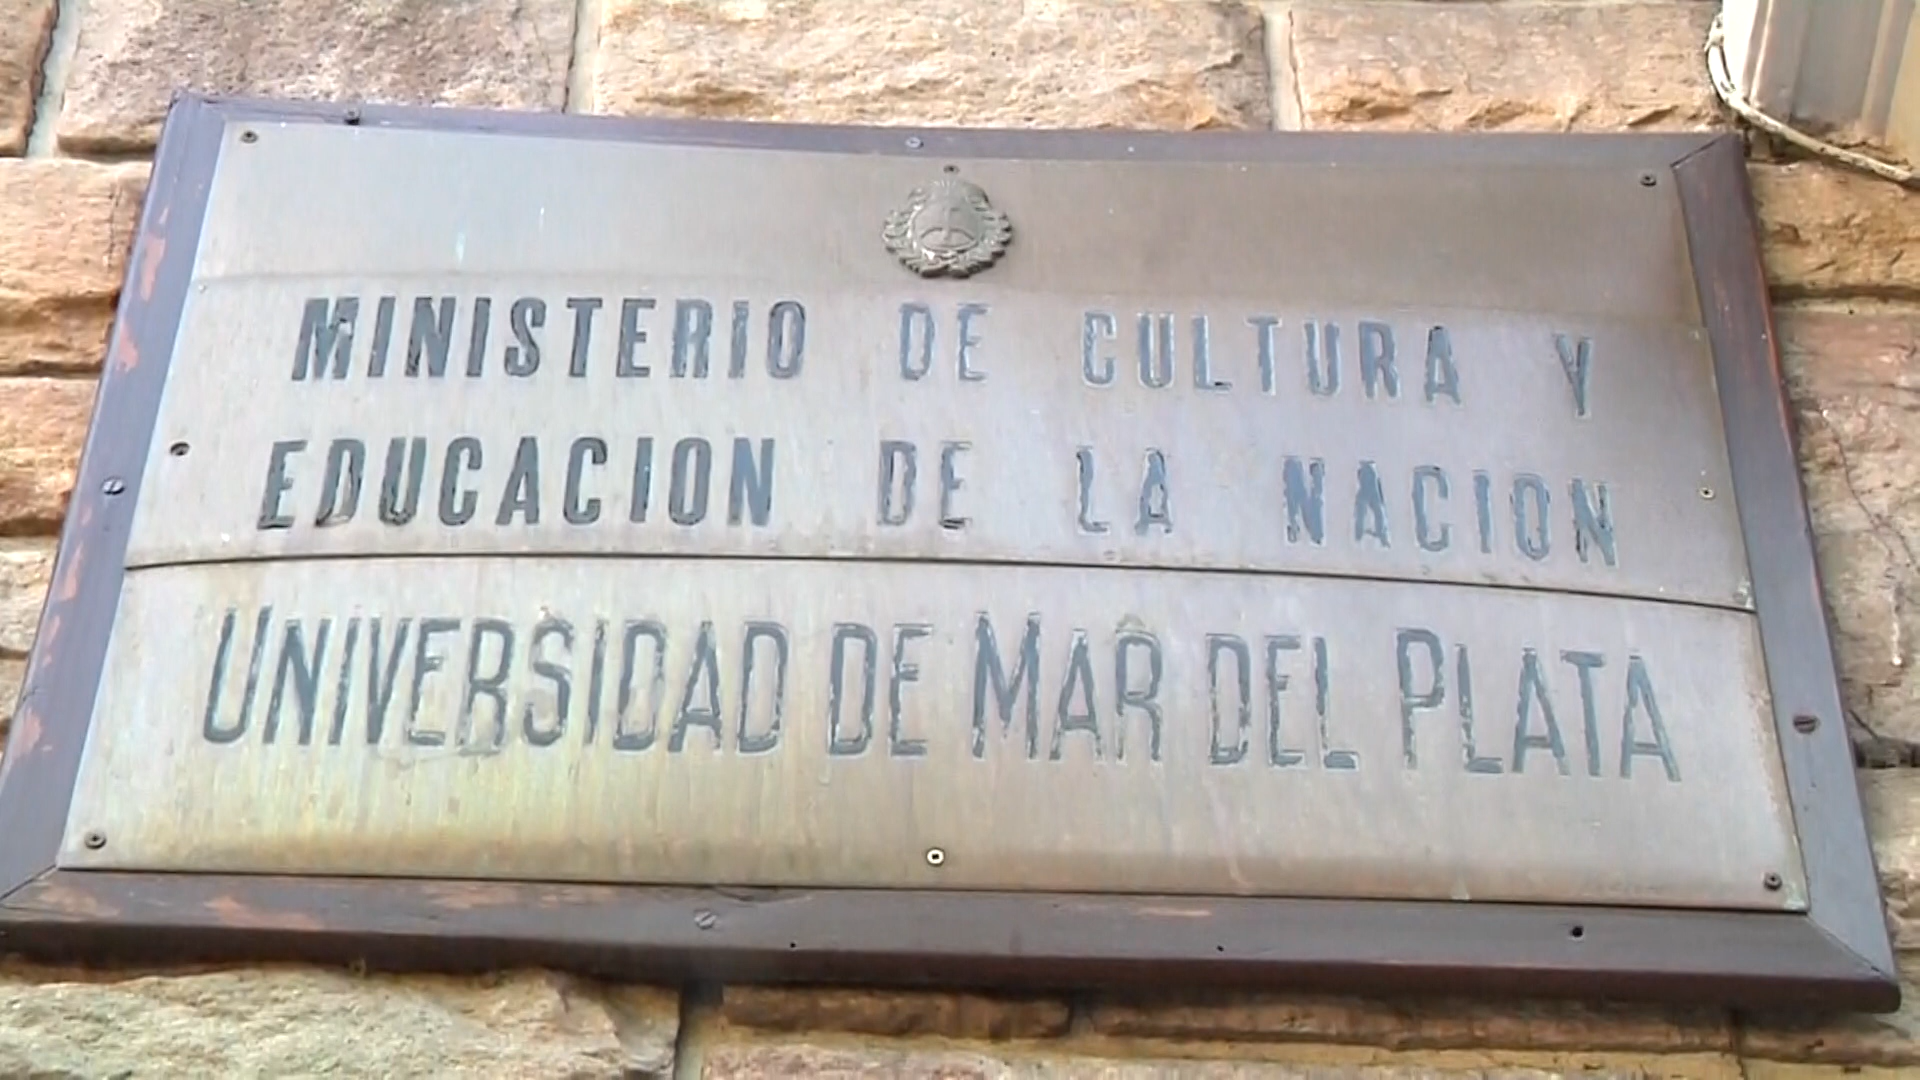 MINISTERIO DE CULTURA Y
EDUCACION DE LA NACION
UNIVERSIDAD DE MAR DEL PLATA